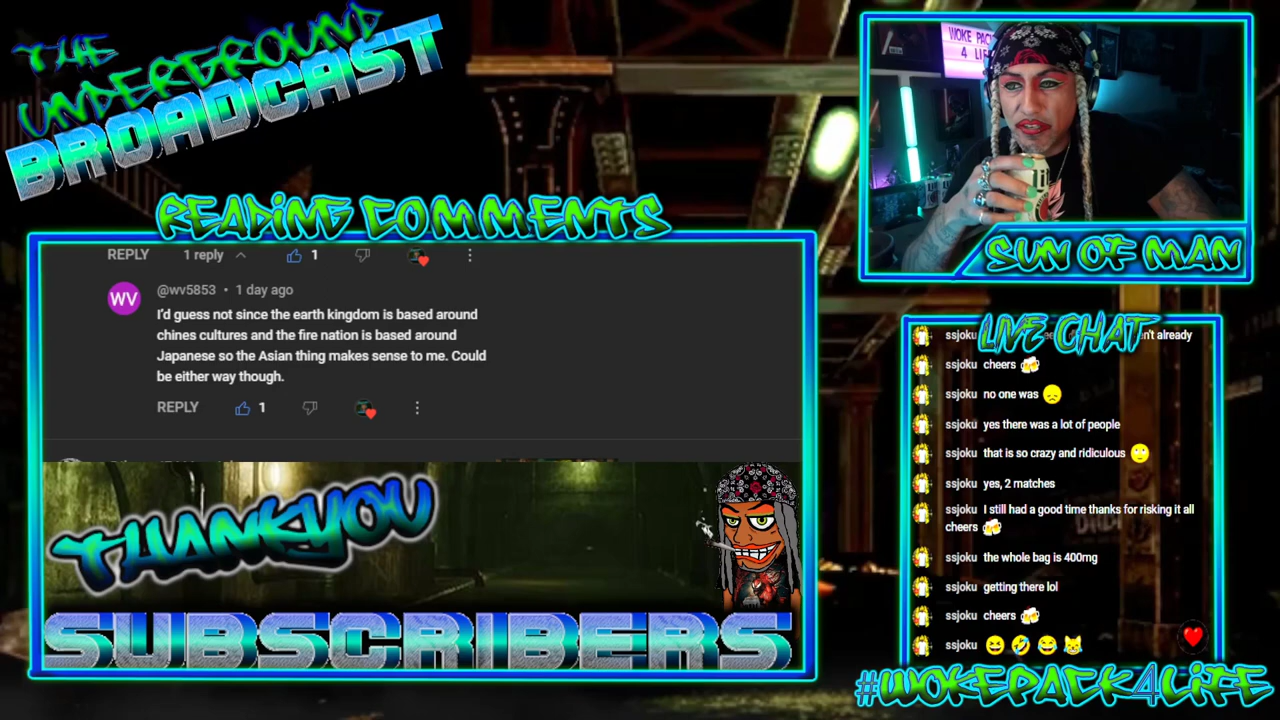 THE
UNDERGROUND
BROADCAST
WOKE PAC
4 LIF
READING COMMENTS
SUN OF MAN
REPLY 1 reply 1
WV
@wv5853 • 1 day ago
I'd guess not since the earth kingdom is based around
chines cultures and the fire nation is based around
Japanese so the Asian thing makes sense to me. Could
be either way though.
REPLY 1
THANKYOU
SUBSCRIBERS
LIVE CHAT
ssjoku n't already
ssjoku cheers 🍻
ssjoku no one was 😞
ssjoku yes there was a lot of people
ssjoku that is so crazy and ridiculous 🙄
ssjoku yes, 2 matches
ssjoku I still had a good time thanks for risking it all
cheers 🍻
ssjoku the whole bag is 400mg
ssjoku getting there lol
ssjoku cheers 🍻
ssjoku 😆 🤣 😂 😹
#WOKEPACK4LIFE